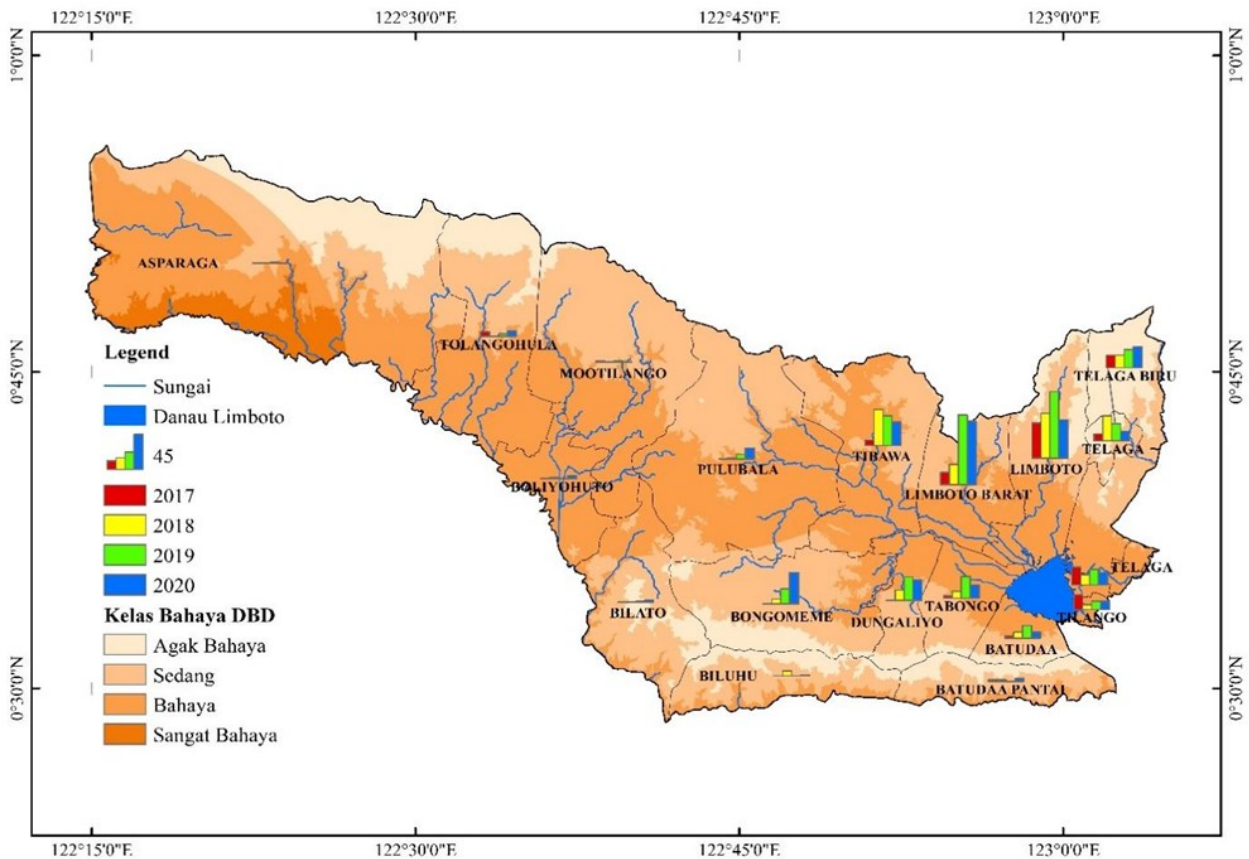 122°15'0"E 122°30'0"E 122°45'0"E 123°0'0"E
1°0'0"N 1°0'0"N
ASPARAGA
TOLANGOHULA
MOOTILANGO
0°45'0"N 0°45'0"N
TELAGA BIRU
TELAGA
TIBAWA
PULUBALA
LIMBOTO
LIMBOTO BARAT
BOLIYOHUTO
TELAGA
BILATO
BONGOMEME
TABONGO
DUNGALIYO
TILANGO
BATUDAA
BILUHU
BATUDAA PANTAI
0°30'0"N 0°30'0"N
Legend
Sungai
Danau Limboto
45
2017
2018
2019
2020
Kelas Bahaya DBD
Agak Bahaya
Sedang
Bahaya
Sangat Bahaya
122°15'0"E 122°30'0"E 122°45'0"E 123°0'0"E